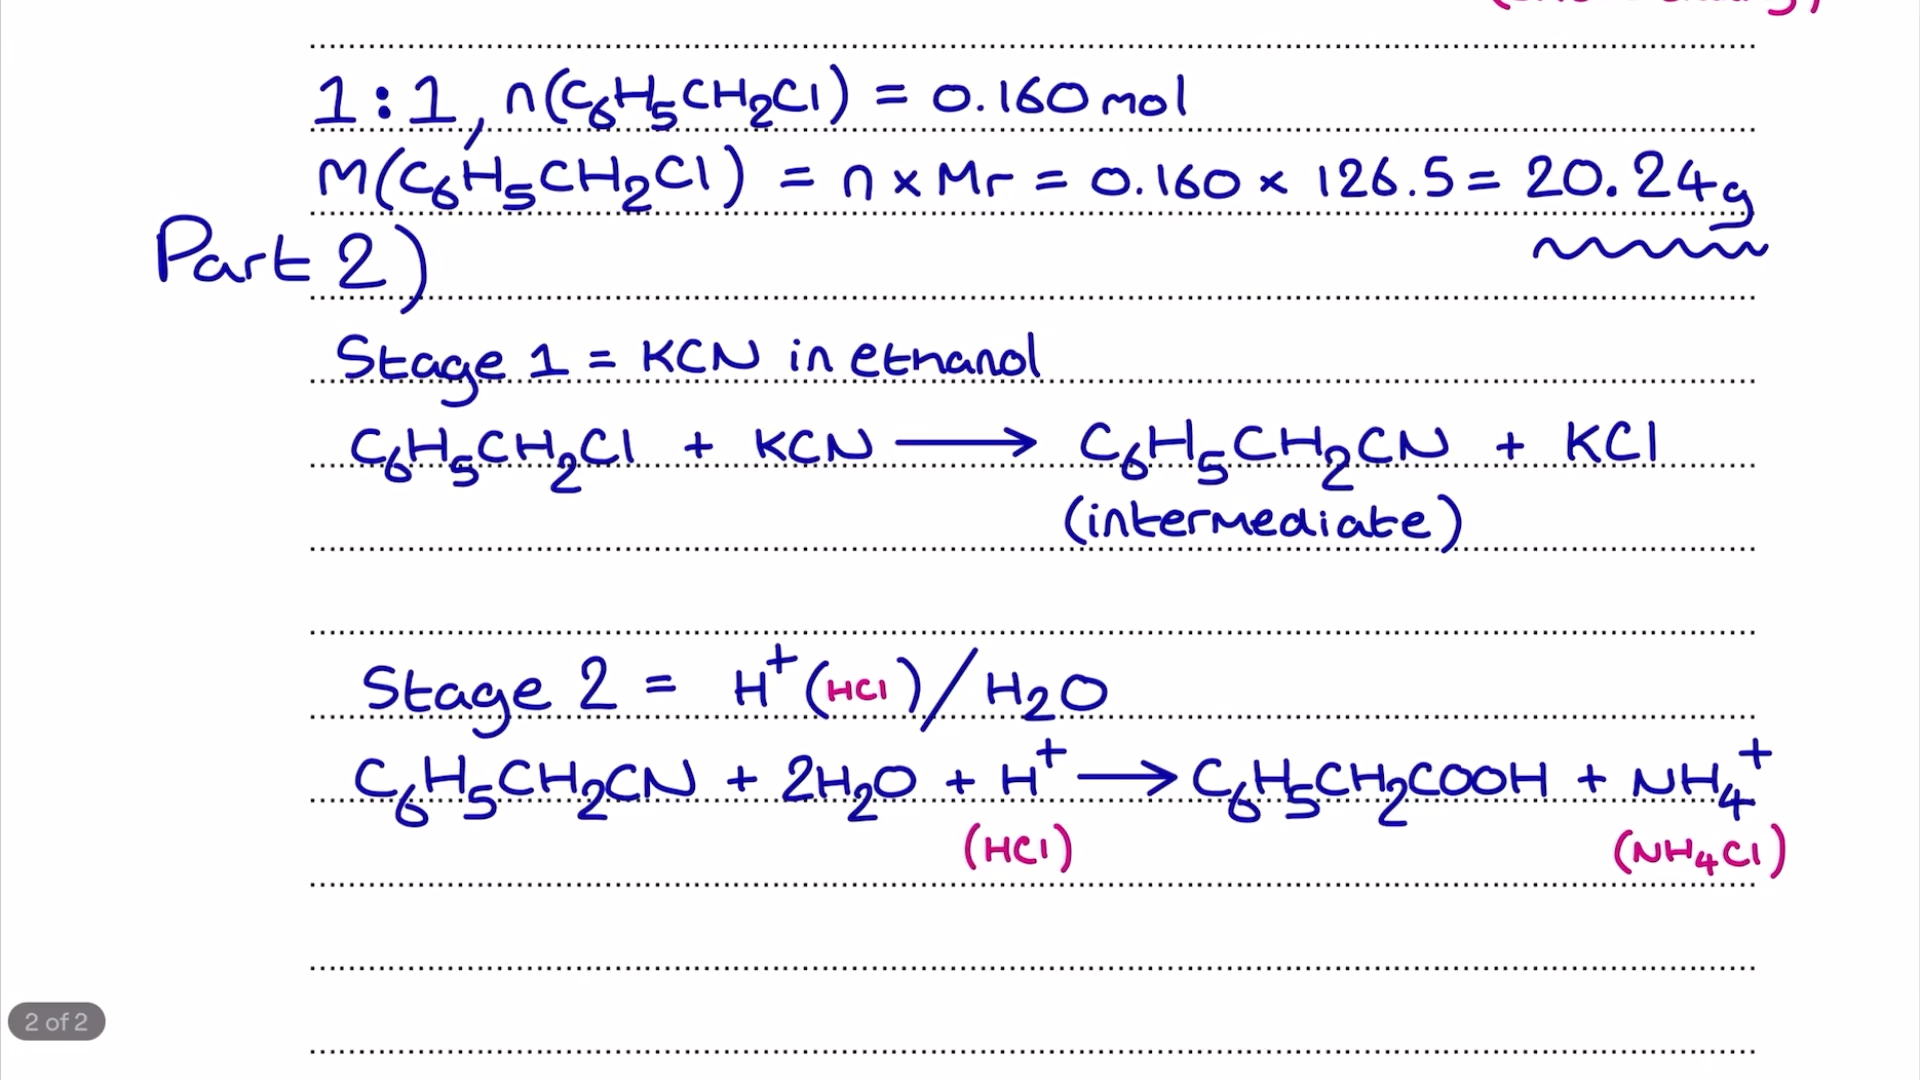 1 : 1, n(C₆H₅CH₂Cl) = 0.160 mol
M(C₆H₅CH₂Cl) = n × Mr = 0.160 × 126.5 = 20.24g
Part 2)
Stage 1 = KCN in ethanol
C₆H₅CH₂Cl + KCN ⟶ C₆H₅CH₂CN + KCl
(intermediate)
Stage 2 = H⁺(HCl)/H₂O
C₆H₅CH₂CN + 2H₂O + H⁺ ⟶ C₆H₅CH₂COOH + NH₄⁺
(HCl) (NH₄Cl)
2 of 2